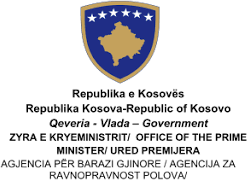 Republika e Kosovës
Republika Kosova-Republic of Kosovo
Qeveria - Vlada – Government
ZYRA E KRYEMINISTRIT/ OFFICE OF THE PRIME
MINISTER/ URED PREMIJERA
AGJENCIA PËR BARAZI GJINORE / AGENCIJA ZA
RAVNOPRAVNOST POLOVA/